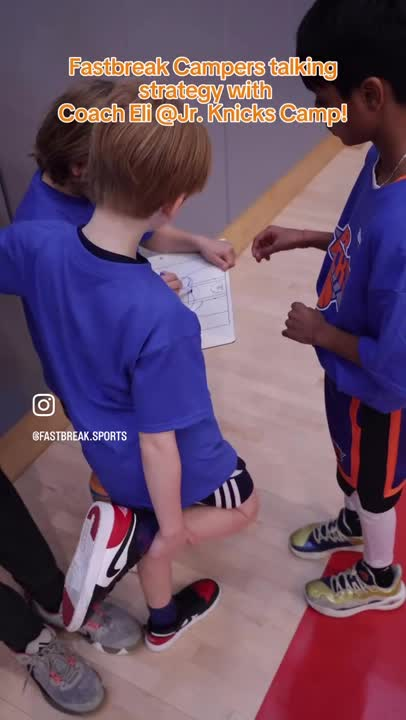 Fastbreak Campers talking
strategy with
Coach Eli @Jr. Knicks Camp!
@FASTBREAK.SPORTS